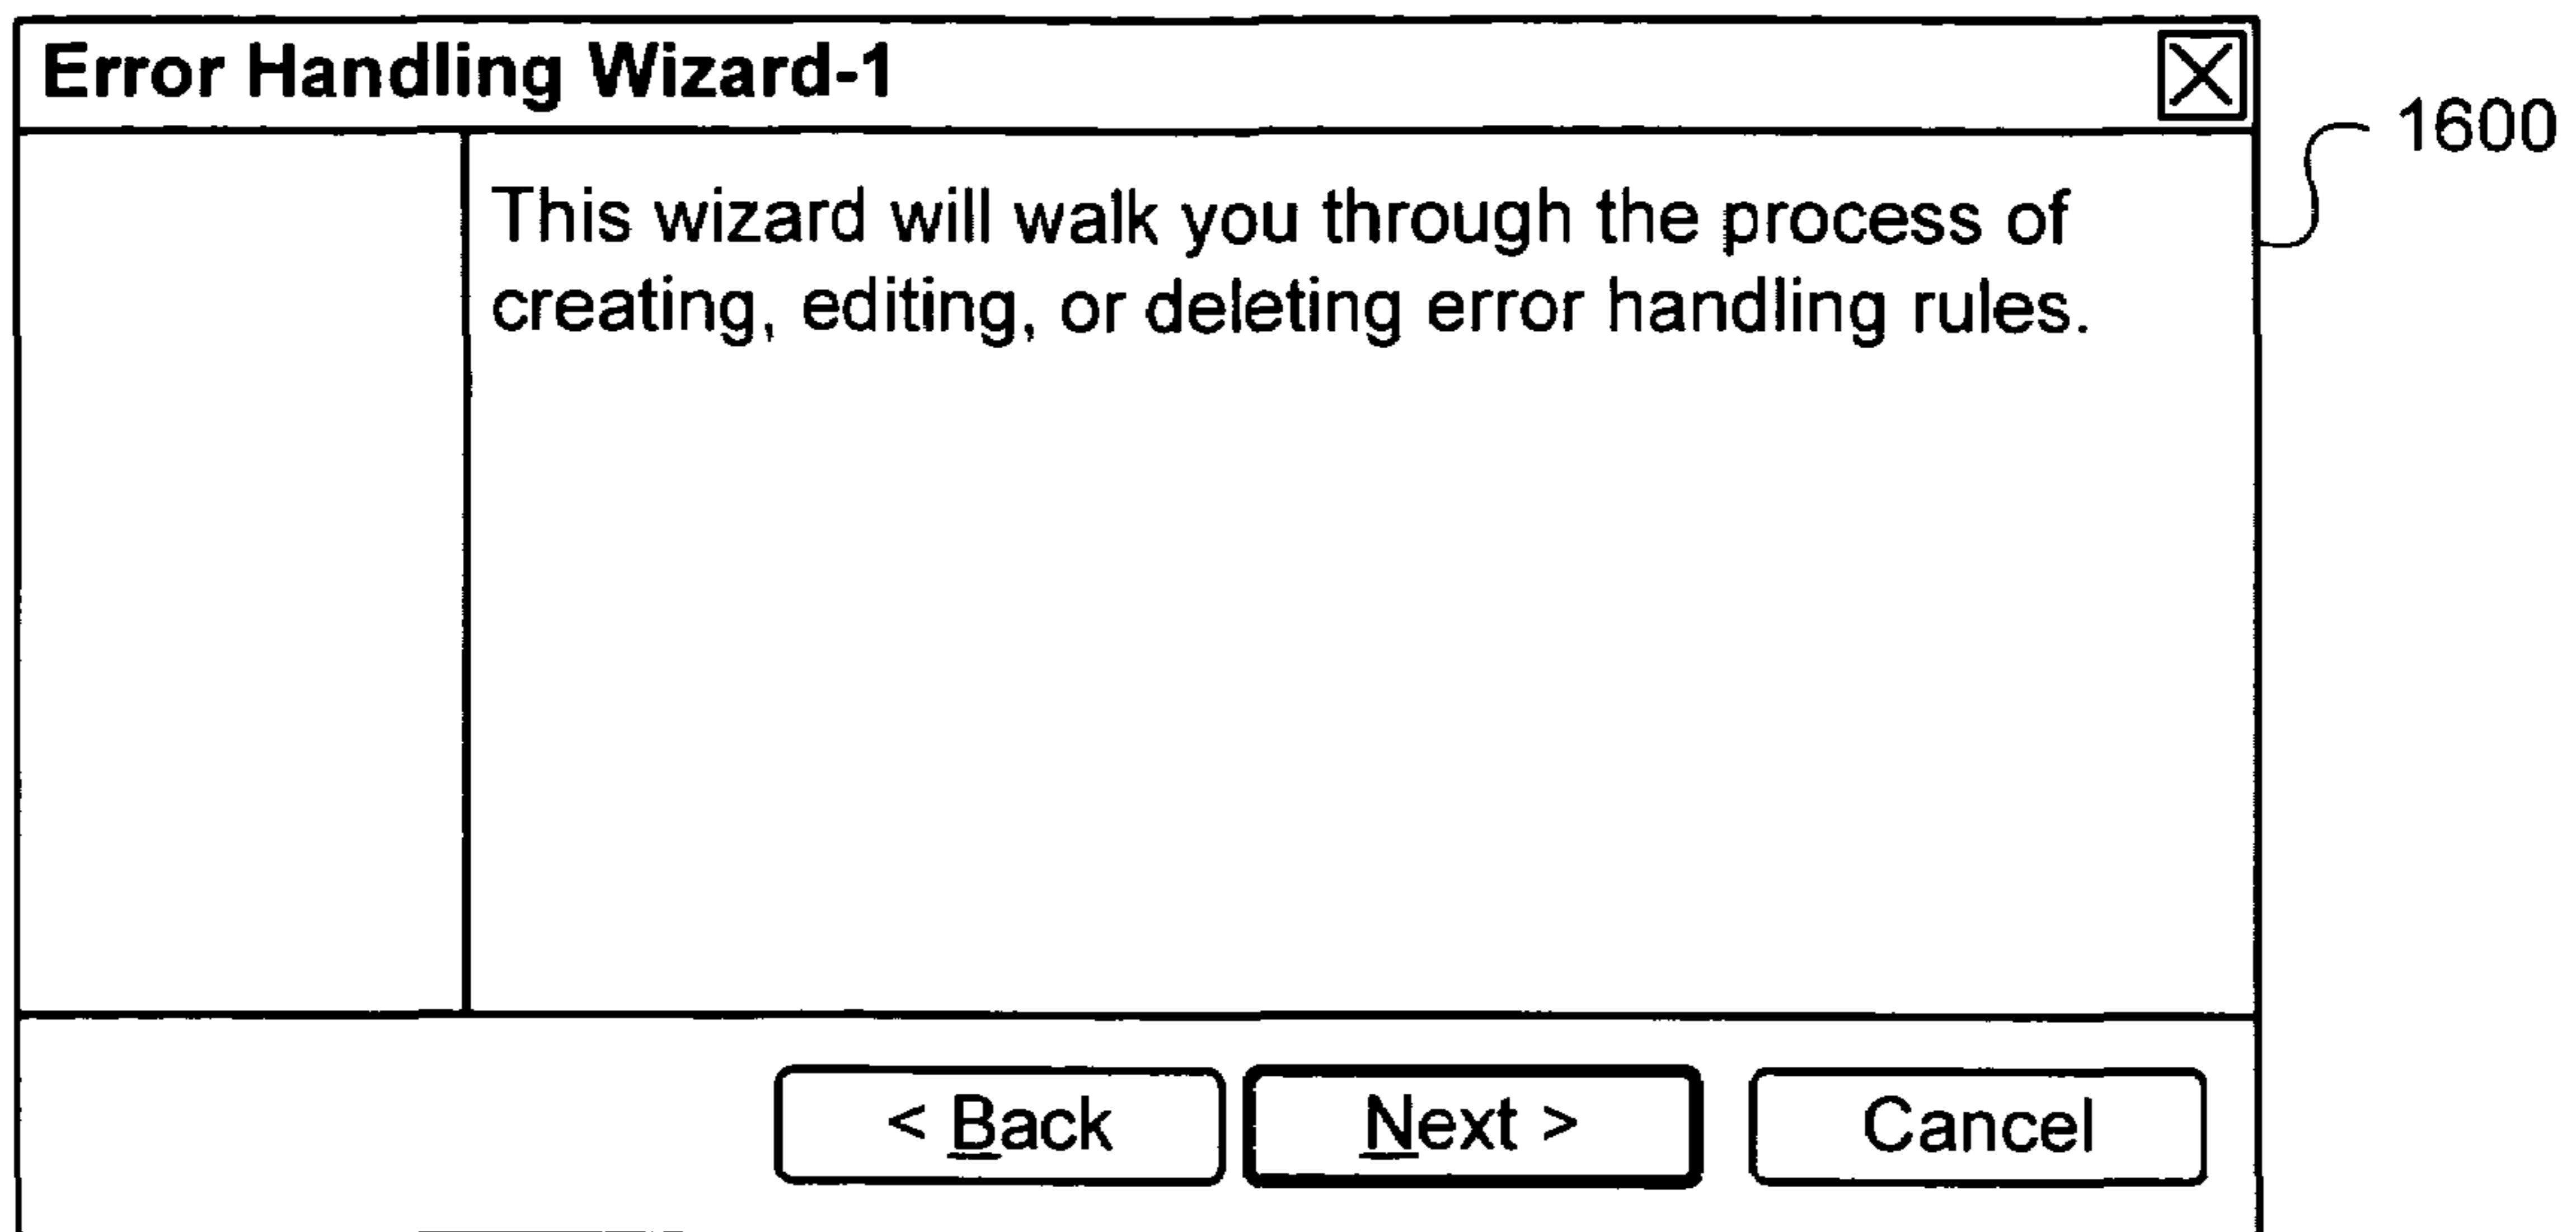 Error Handling Wizard-1
1600
This wizard will walk you through the process of
creating, editing, or deleting error handling rules.
< Back Next > Cancel